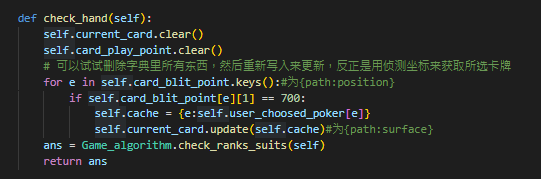 def check_hand(self):
    self.current_card.clear()
    self.card_play_point.clear()
    # 可以试试删除字典里所有东西，然后重新写入来更新，反正是用侦测坐标来获取所选卡牌
    for e in self.card_blit_point.keys():#为{path:position}
        if self.card_blit_point[e][1] == 700:
            self.cache = {e:self.user_choosed_poker[e]}
            self.current_card.update(self.cache)#为{path:surface}
    ans = Game_algorithm.check_ranks_suits(self)
    return ans